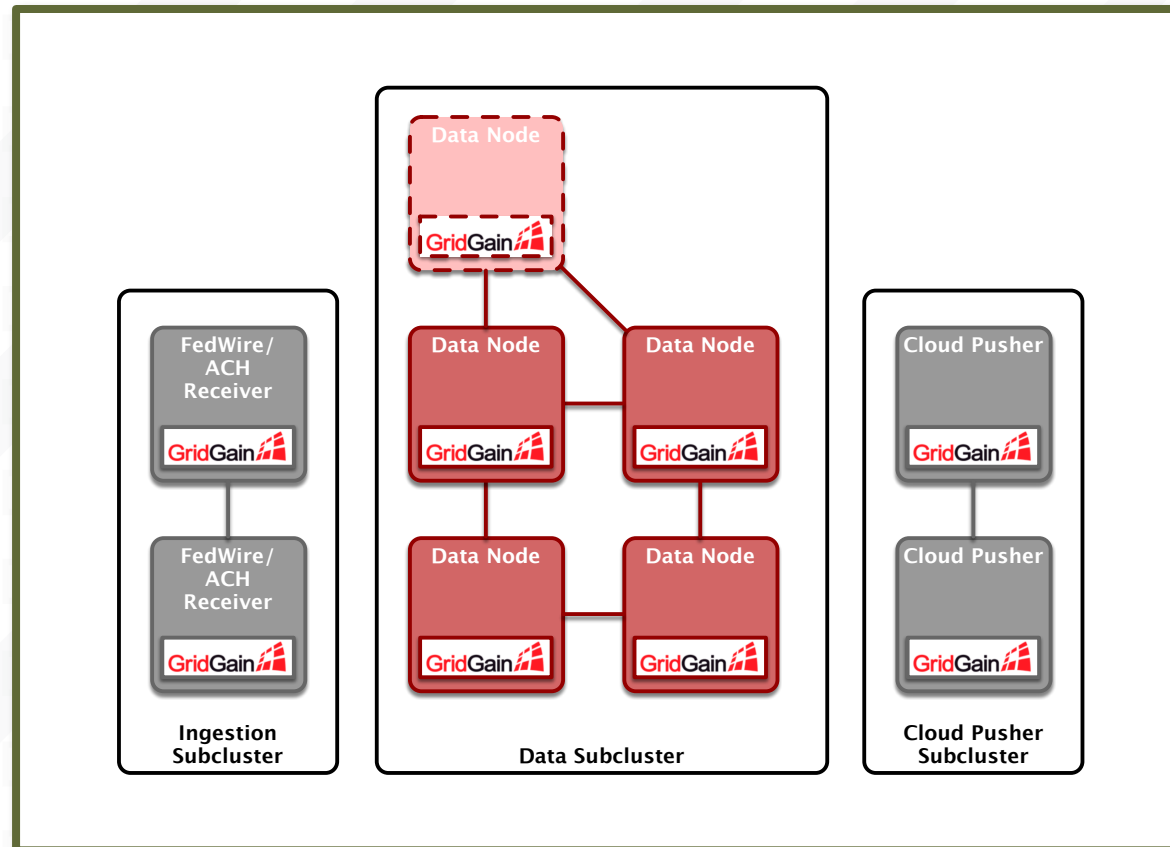 Data Node
GridGain
FedWire/
ACH
Receiver
GridGain
FedWire/
ACH
Receiver
GridGain
Ingestion
Subcluster
Data Node
GridGain
Data Node
GridGain
Data Node
GridGain
Data Node
GridGain
Data Subcluster
Cloud Pusher
GridGain
Cloud Pusher
GridGain
Cloud Pusher
Subcluster